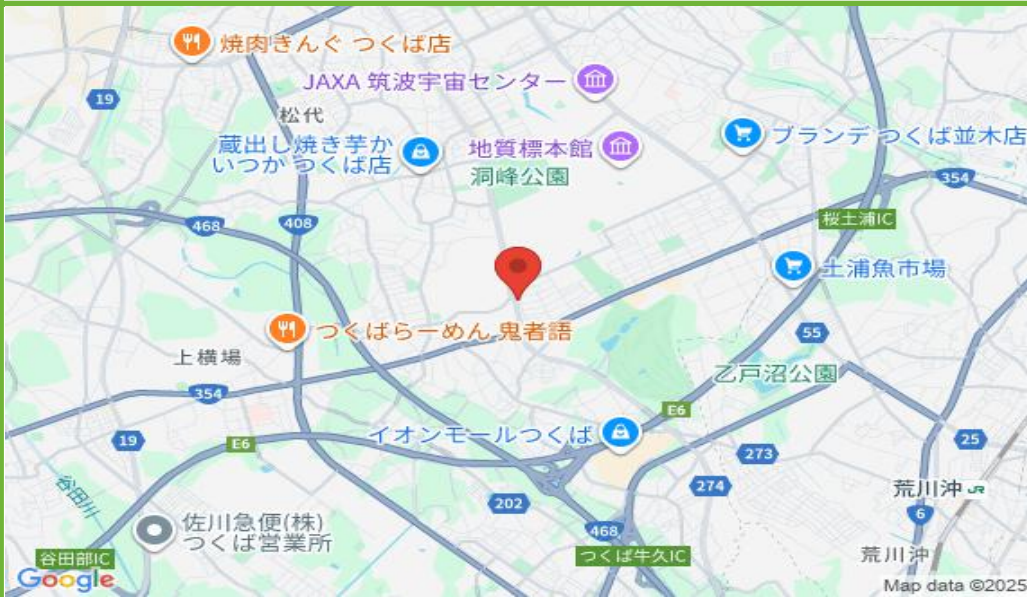 焼肉きんぐ つくば店
JAXA 筑波宇宙センター
19
松代
蔵出し焼き芋か
いつか つくば店
地質標本館
洞峰公園
ブランデ つくば並木店
354
468
408
桜土浦IC
土浦魚市場
つくばらーめん 鬼者語
55
上横場
乙戸沼公園
354
E6
19
E6
イオンモールつくば
25
273
谷田川
202
274
荒川沖 JR
6
佐川急便(株)
つくば営業所
468
谷田部IC
つくば牛久IC
荒川沖
Google
Map data ©2025